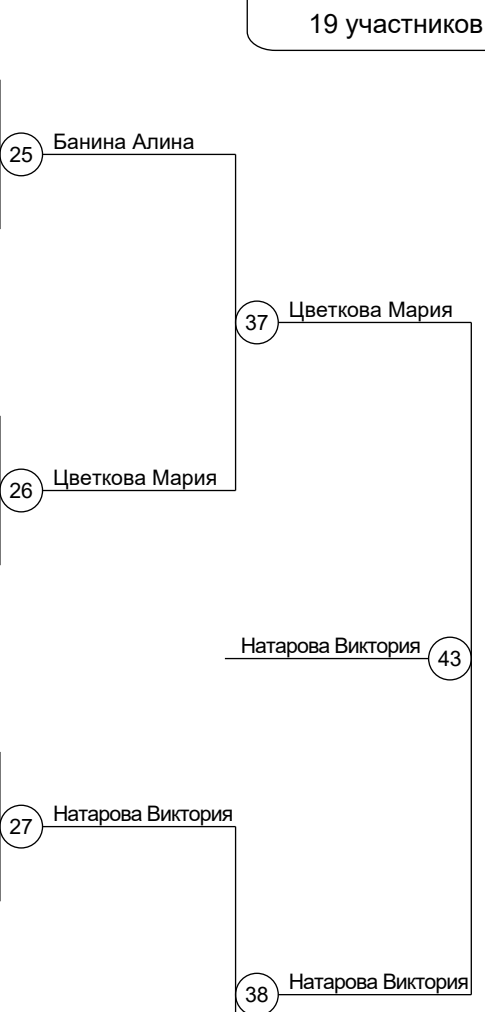 19 участников
25 Банина Алина
37 Цветкова Мария
26 Цветкова Мария
Натарова Виктория 43
27 Натарова Виктория
38 Натарова Виктория